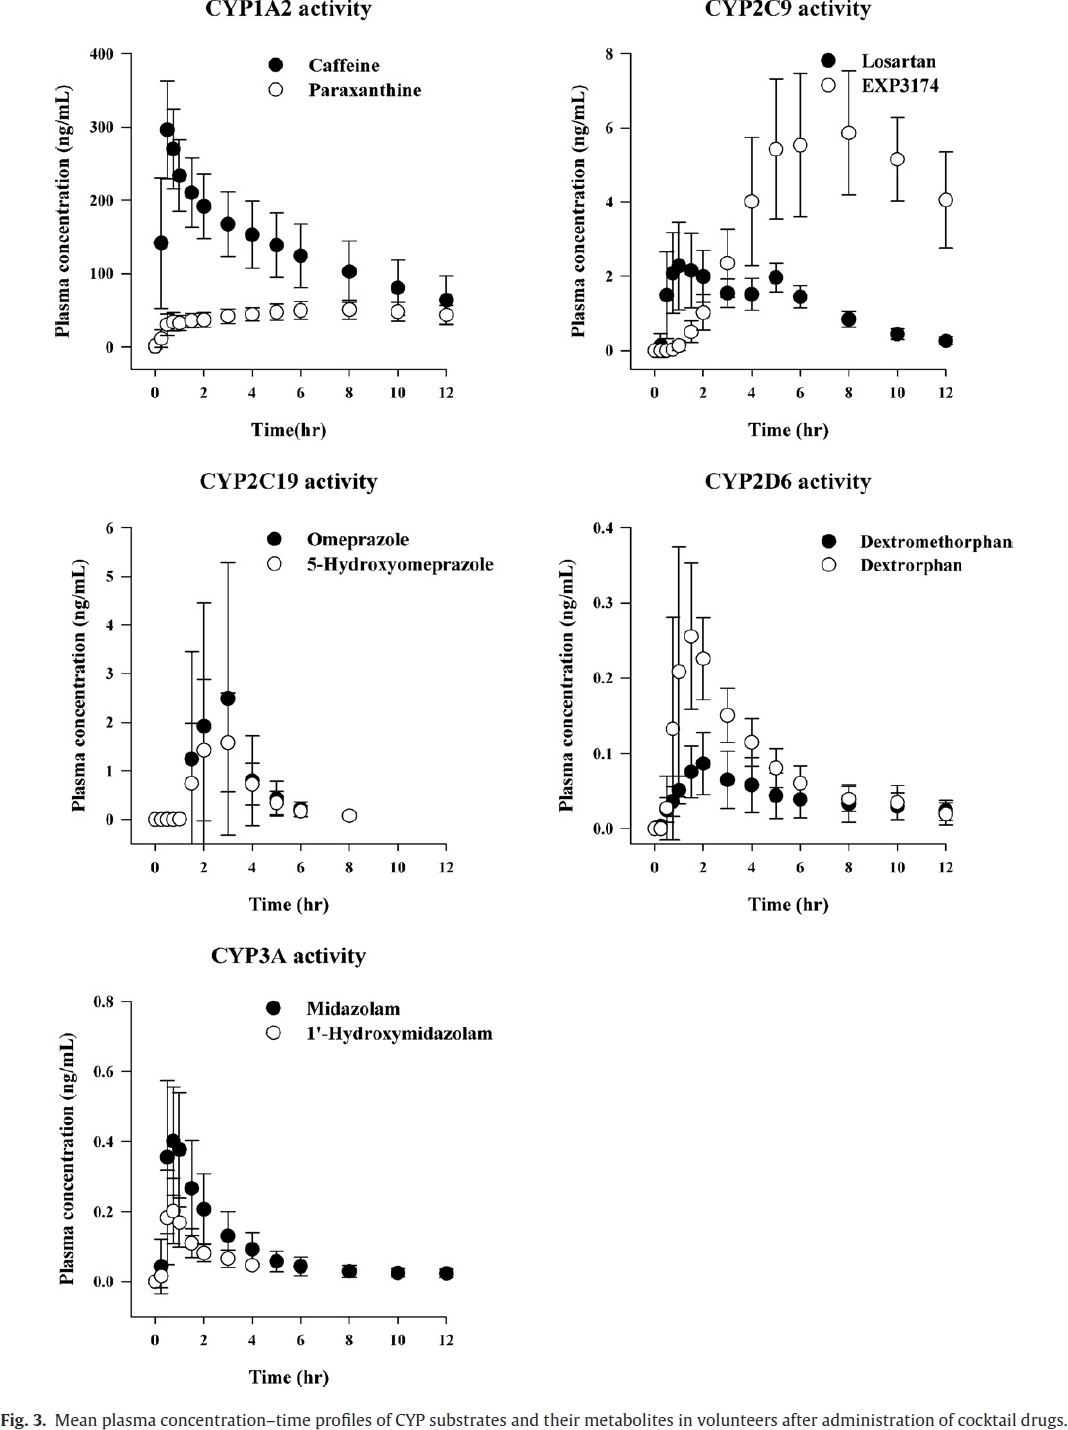 CYP1A2 activity
400
300
200
100
0
Plasma concentration (ng/mL)
Caffeine
Paraxanthine
0 2 4 6 8 10 12
Time(hr)
CYP2C9 activity
8
6
4
2
0
Plasma concentration (ng/mL)
Losartan
EXP3174
0 2 4 6 8 10 12
Time (hr)
CYP2C19 activity
6
5
4
3
2
1
0
Plasma concentration (ng/mL)
Omeprazole
5-Hydroxyomeprazole
0 2 4 6 8 10 12
Time (hr)
CYP2D6 activity
0.4
0.3
0.2
0.1
0.0
Plasma concentration (ng/mL)
Dextromethorphan
Dextrorphan
0 2 4 6 8 10 12
Time (hr)
CYP3A activity
0.8
0.6
0.4
0.2
0.0
Plasma concentration (ng/mL)
Midazolam
1'-Hydroxymidazolam
0 2 4 6 8 10 12
Time (hr)
Fig. 3. Mean plasma concentration–time profiles of CYP substrates and their metabolites in volunteers after administration of cocktail drugs.